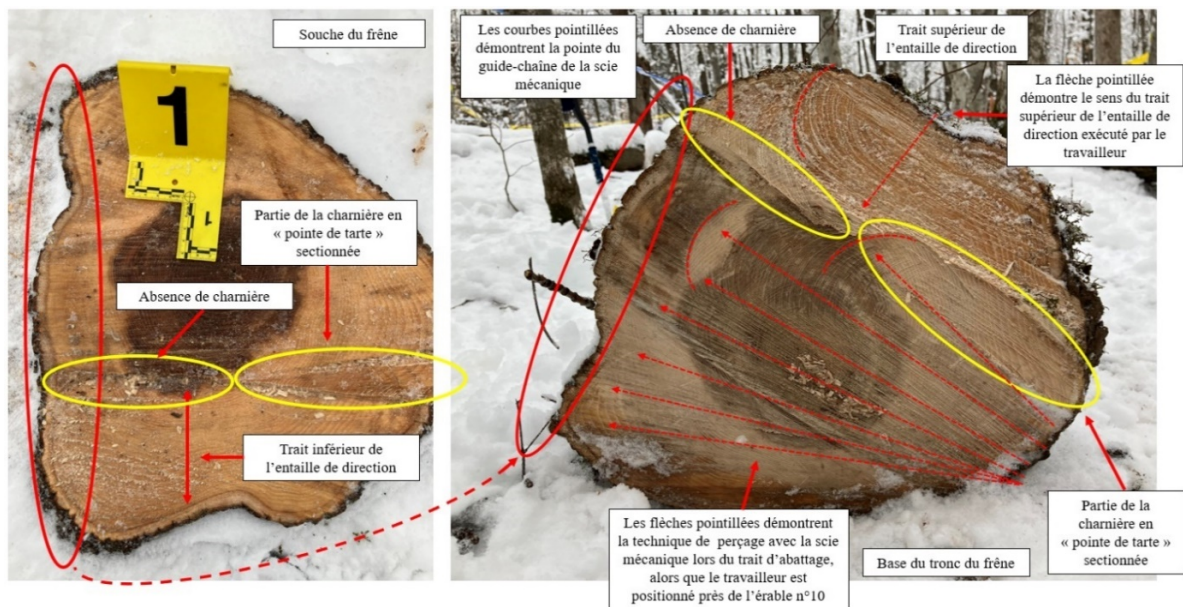 Souche du frêne
1
1
Partie de la charnière en
« pointe de tarte »
sectionnée
Absence de charnière
Trait inférieur de
l'entaille de direction
Les courbes pointillées
démontrent la pointe du
guide-chaîne de la scie
mécanique
Absence de charnière
Trait supérieur de
l'entaille de direction
La flèche pointillée
démontre le sens du trait
supérieur de l'entaille de
direction exécuté par le
travailleur
Les flèches pointillées démontrent
la technique de perçage avec la scie
mécanique lors du trait d'abattage,
alors que le travailleur est
positionné près de l'érable n°10
Base du tronc du frêne
Partie de la
charnière en
« pointe de tarte »
sectionnée